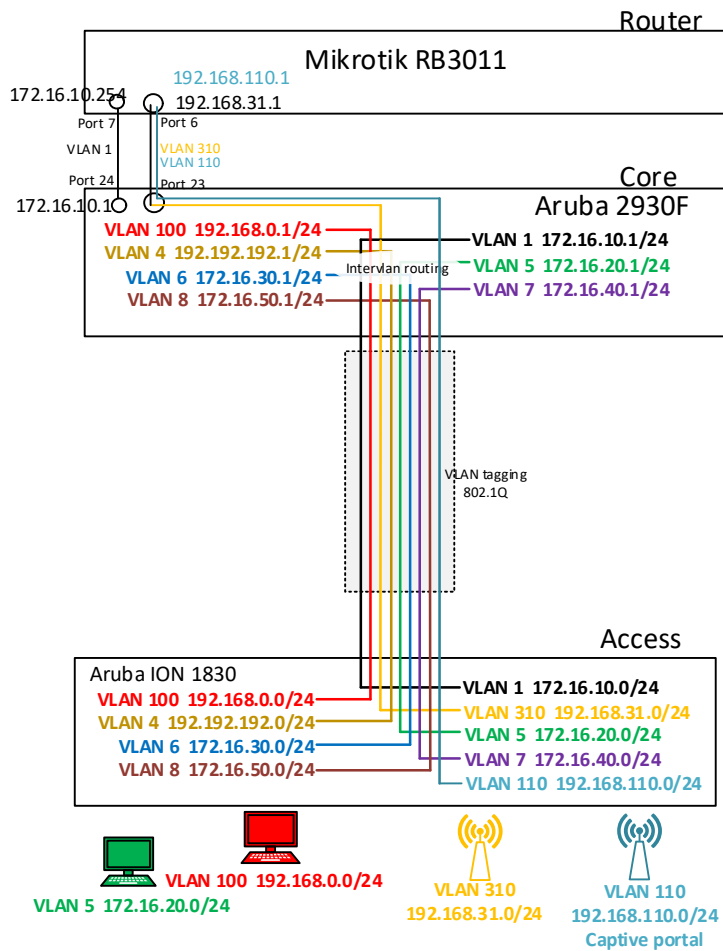 Router
Mikrotik RB3011
192.168.110.1
172.16.10.254
192.168.31.1
Port 7
Port 6
VLAN 1
VLAN 310
VLAN 110
Port 24
Port 23
Core
172.16.10.1
Aruba 2930F
VLAN 100 192.168.0.1/24
VLAN 4 192.192.192.1/24
VLAN 6 172.16.30.1/24
VLAN 8 172.16.50.1/24
Intervlan routing
VLAN 1 172.16.10.1/24
VLAN 5 172.16.20.1/24
VLAN 7 172.16.40.1/24
VLAN tagging
802.1Q
Access
Aruba ION 1830
VLAN 100 192.168.0.0/24
VLAN 4 192.192.192.0/24
VLAN 6 172.16.30.0/24
VLAN 8 172.16.50.0/24
VLAN 1 172.16.10.0/24
VLAN 310 192.168.31.0/24
VLAN 5 172.16.20.0/24
VLAN 7 172.16.40.0/24
VLAN 110 192.168.110.0/24
VLAN 100 192.168.0.0/24
VLAN 5 172.16.20.0/24
VLAN 310
192.168.31.0/24
VLAN 110
192.168.110.0/24
Captive portal